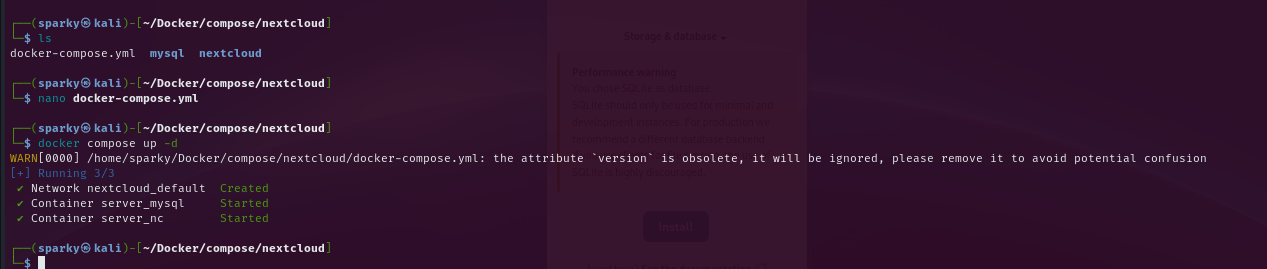 ┌──(sparky㉿kali)-[~/Docker/compose/nextcloud]
└─$ ls
docker-compose.yml  mysql  nextcloud
┌──(sparky㉿kali)-[~/Docker/compose/nextcloud]
└─$ nano docker-compose.yml
┌──(sparky㉿kali)-[~/Docker/compose/nextcloud]
└─$ docker compose up -d
WARN[0000] /home/sparky/Docker/compose/nextcloud/docker-compose.yml: the attribute `version` is obsolete, it will be ignored, please remove it to avoid potential confusion
[+] Running 3/3
✔ Network nextcloud_default  Created
✔ Container server_mysql     Started
✔ Container server_nc        Started
┌──(sparky㉿kali)-[~/Docker/compose/nextcloud]
└─$
Storage & database
Performance warning
You chose SQLite as database.
SQLite should only be used for minimal and
development instances. For production we
recommend a different database backend.
SQLite is highly discouraged.
Install